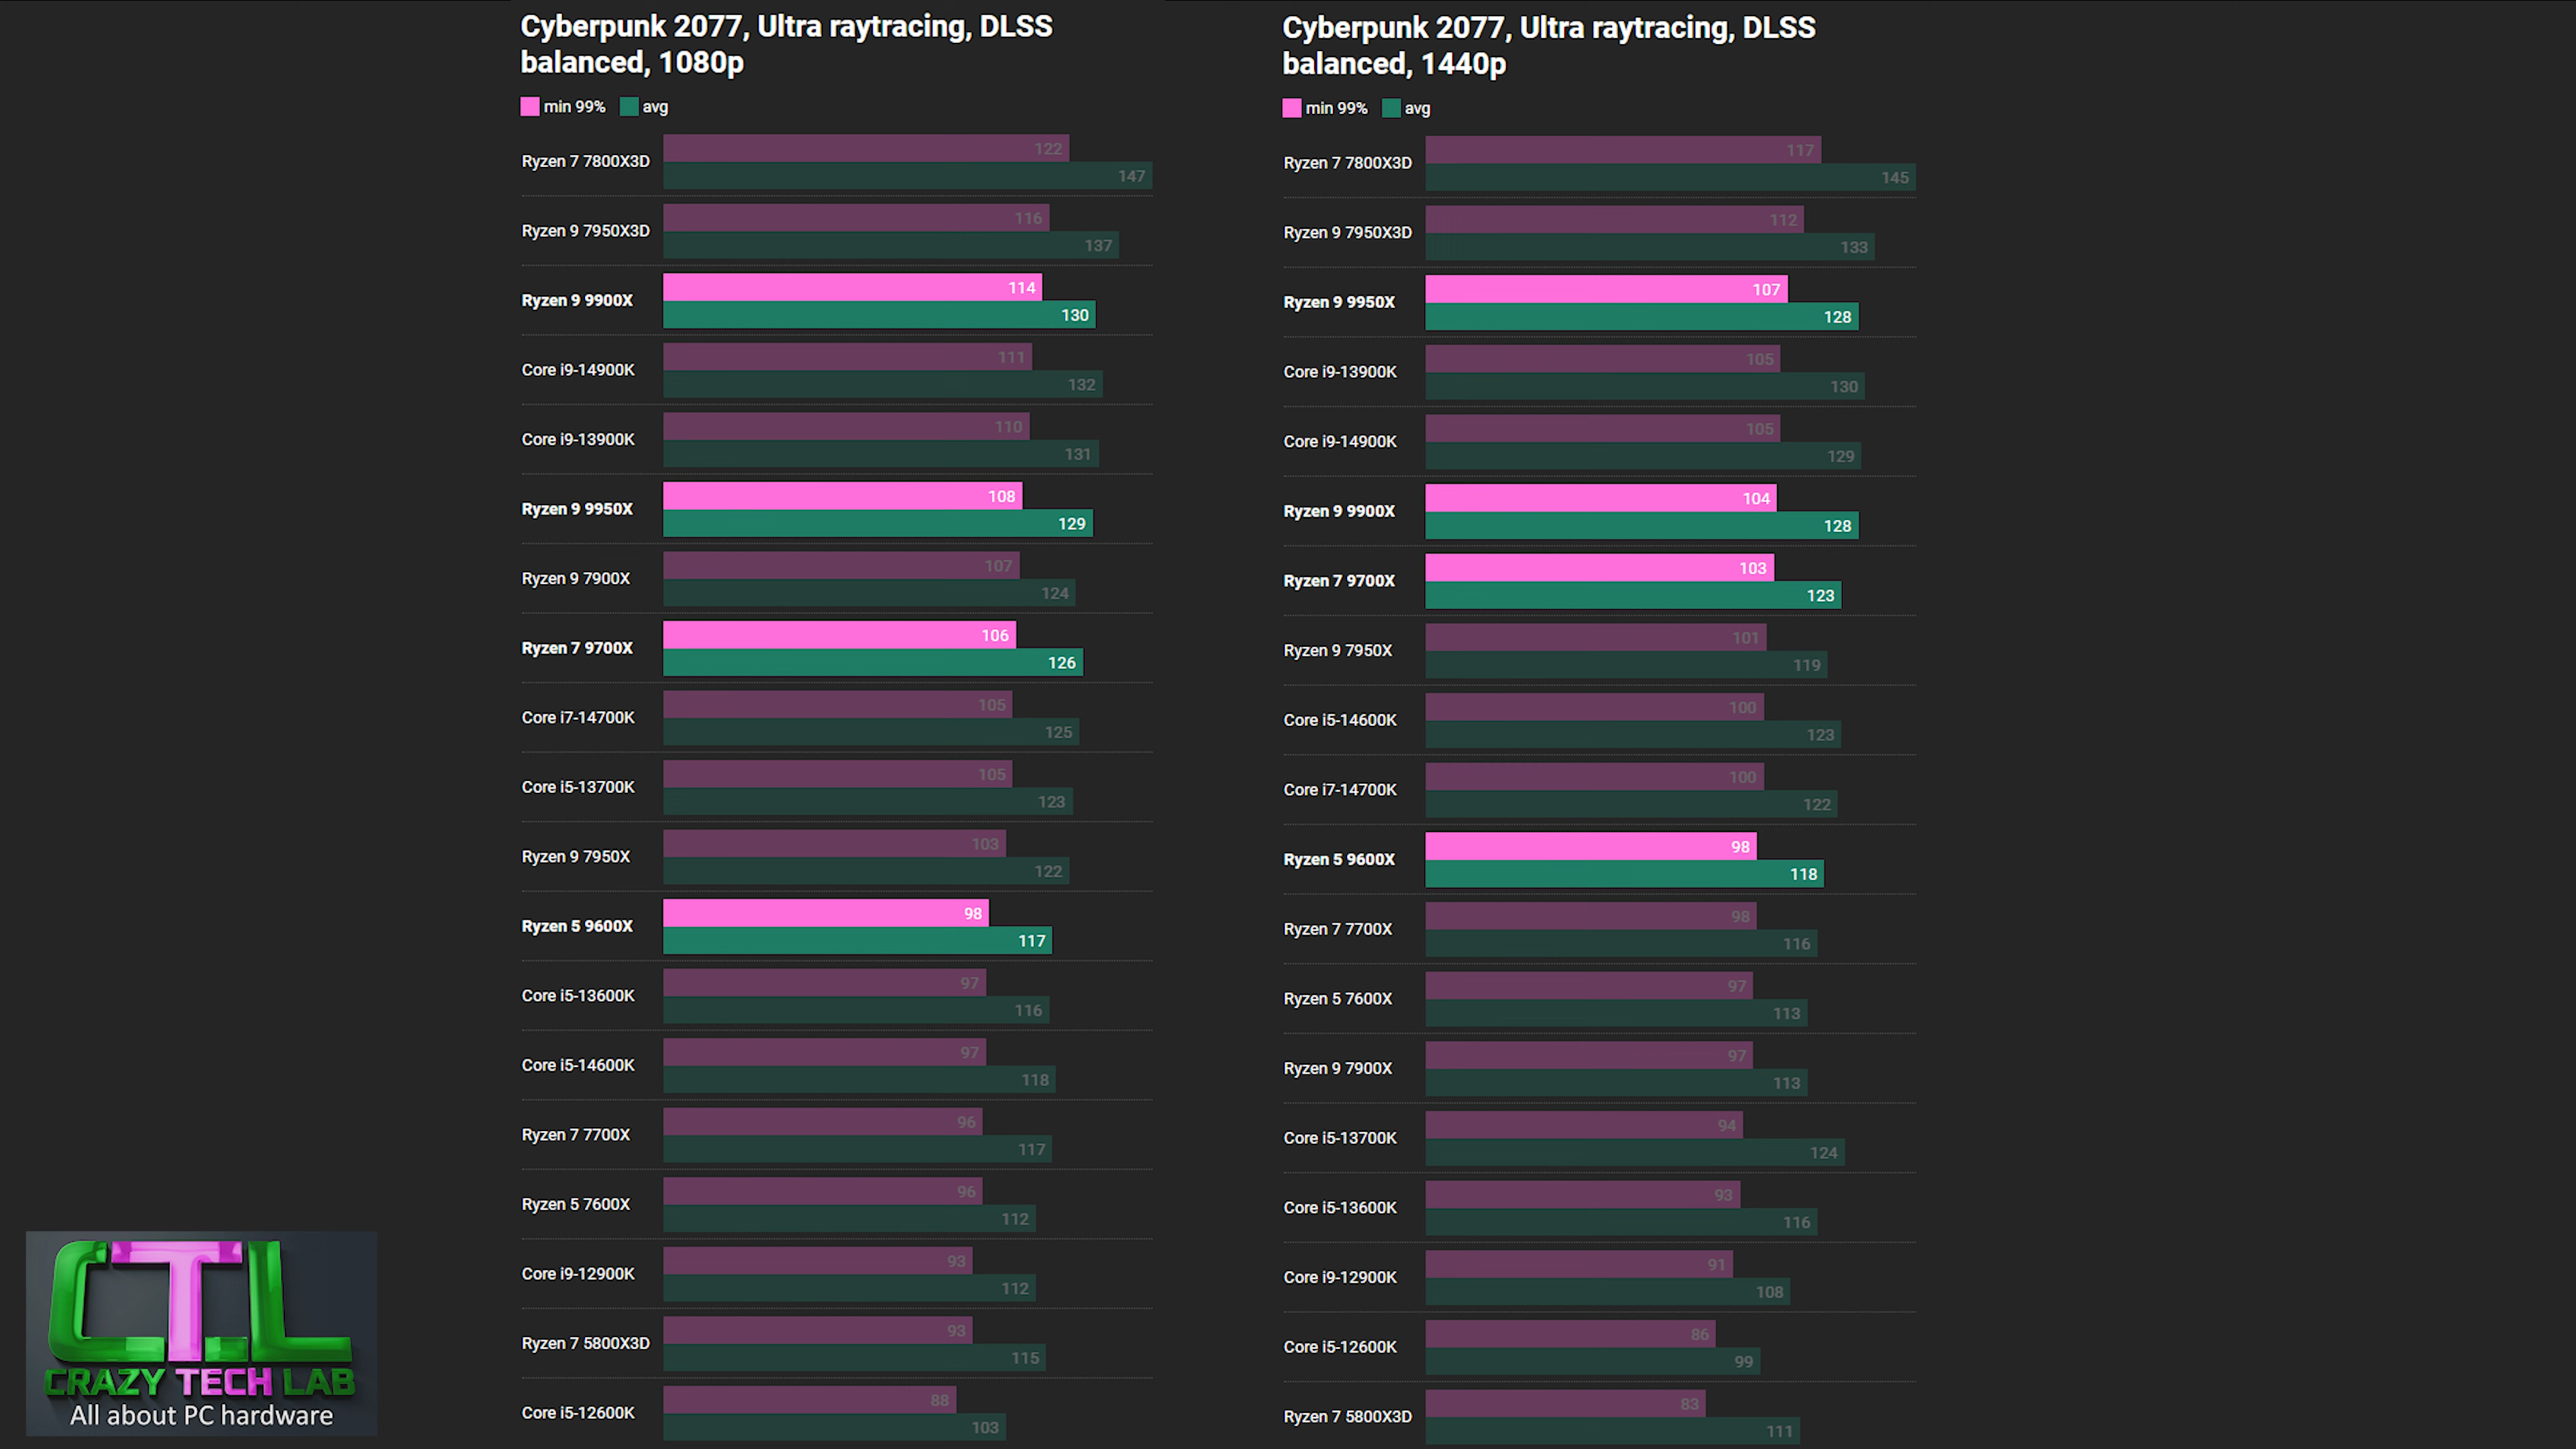 Cyberpunk 2077, Ultra raytracing, DLSS
balanced, 1080p
min 99% avg
Ryzen 7 7800X3D 122
147
Ryzen 9 7950X3D 116
137
Ryzen 9 9900X 114
130
Core i9-14900K 111
132
Core i9-13900K 110
131
Ryzen 9 9950X 108
129
Ryzen 9 7900X 107
124
Ryzen 7 9700X 106
126
Core i7-14700K 105
125
Core i5-13700K 105
123
Ryzen 9 7950X 103
122
Ryzen 5 9600X 98
117
Core i5-13600K 97
116
Core i5-14600K 97
118
Ryzen 7 7700X 96
117
Ryzen 5 7600X 96
112
Core i9-12900K 93
112
Ryzen 7 5800X3D 93
115
Core i5-12600K 88
103
Cyberpunk 2077, Ultra raytracing, DLSS
balanced, 1440p
min 99% avg
Ryzen 7 7800X3D 117
145
Ryzen 9 7950X3D 112
133
Ryzen 9 9950X 107
128
Core i9-13900K 105
130
Core i9-14900K 105
129
Ryzen 9 9900X 104
128
Ryzen 7 9700X 103
123
Ryzen 9 7950X 101
119
Core i5-14600K 100
123
Core i7-14700K 100
122
Ryzen 5 9600X 98
118
Ryzen 7 7700X 98
116
Ryzen 5 7600X 97
113
Ryzen 9 7900X 97
113
Core i5-13700K 94
124
Core i5-13600K 93
116
Core i9-12900K 91
108
Core i5-12600K 86
99
Ryzen 7 5800X3D 83
111
CTL
CRAZY TECH LAB
All about PC hardware